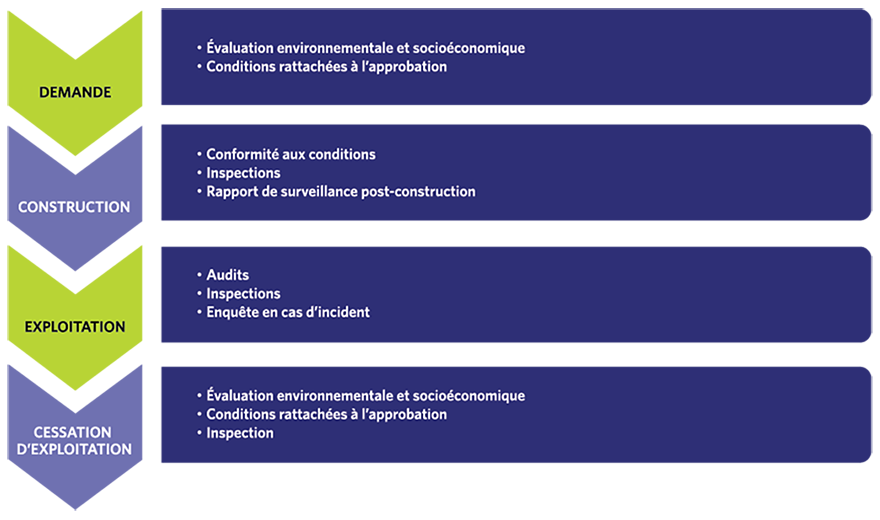 DEMANDE
• Évaluation environnementale et socioéconomique
• Conditions rattachées à l’approbation
CONSTRUCTION
• Conformité aux conditions
• Inspections
• Rapport de surveillance post-construction
EXPLOITATION
• Audits
• Inspections
• Enquête en cas d’incident
CESSATION
D’EXPLOITATION
• Évaluation environnementale et socioéconomique
• Conditions rattachées à l’approbation
• Inspection